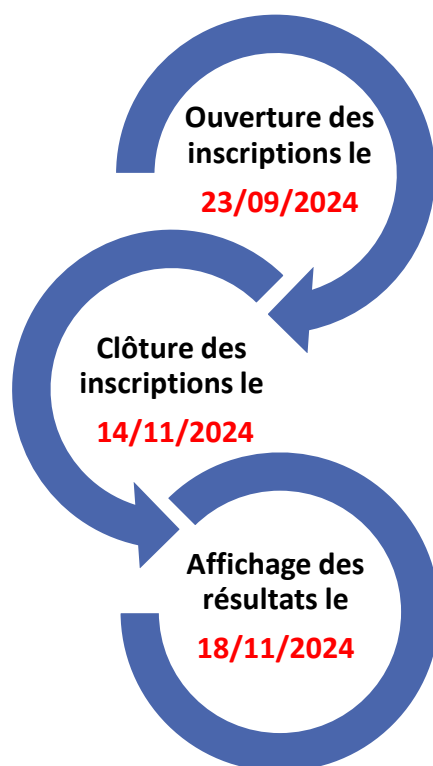 Ouverture des
inscriptions le
23/09/2024
Clôture des
inscriptions le
14/11/2024
Affichage des
résultats le
18/11/2024